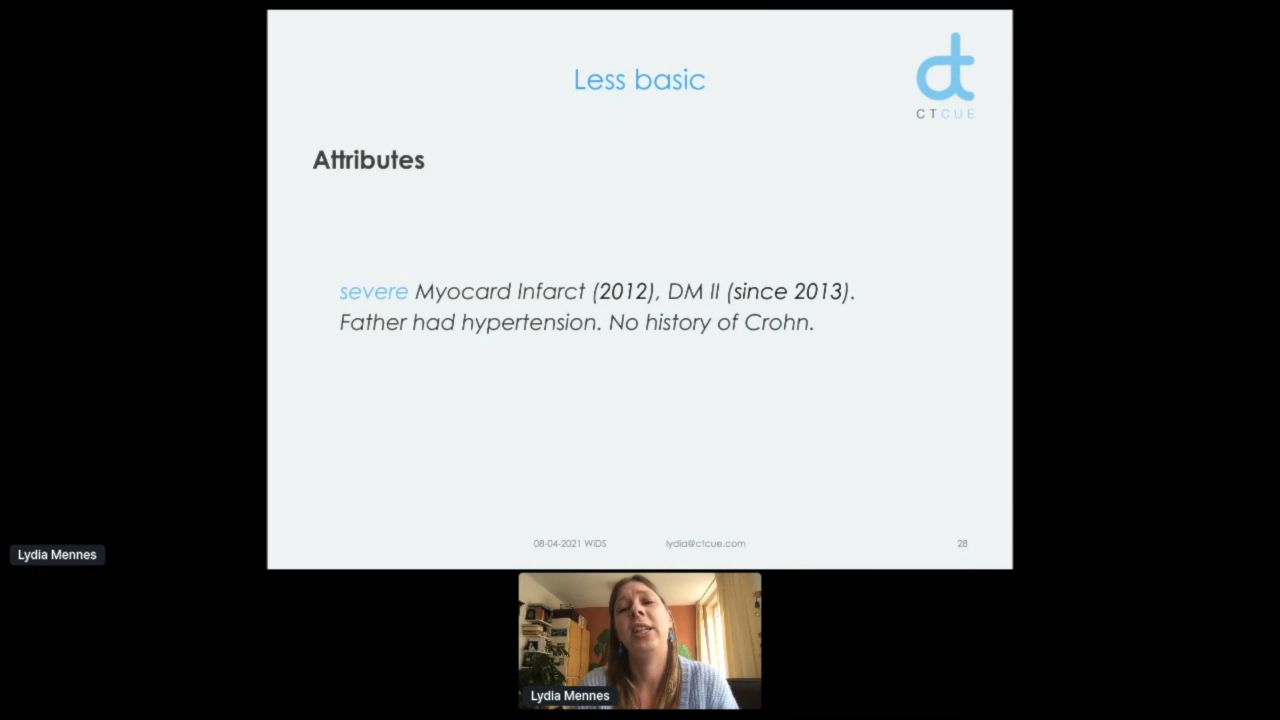 Less basic
CTCUE
Attributes
severe Myocard Infarct (2012), DM II (since 2013).
Father had hypertension. No history of Crohn.
08-04-2021 WIDS
lydia@ctcue.com
28
Lydia Mennes
Lydia Mennes